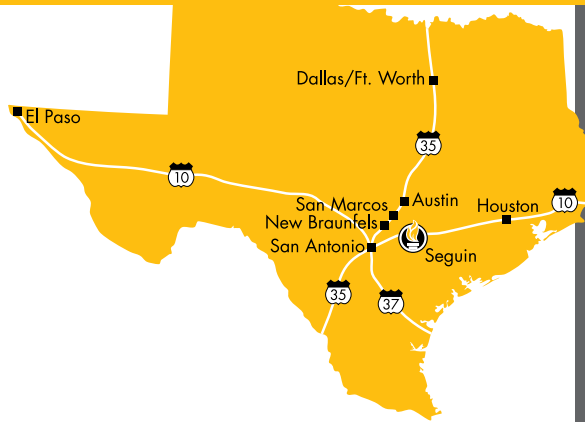 Dallas/Ft. Worth
El Paso
35
10
San Marcos
Austin
New Braunfels
Houston
10
San Antonio
Seguin
35
37